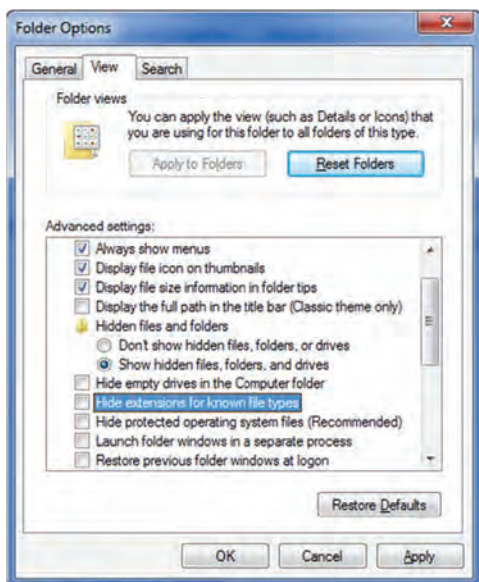 Folder Options
General View Search
Folder views
You can apply the view (such as Details or Icons) that
you are using for this folder to all folders of this type.
Apply to Folders Reset Folders
Advanced settings:
Always show menus
Display file icon on thumbnails
Display file size information in folder tips
Display the full path in the title bar (Classic theme only)
Hidden files and folders
Don't show hidden files, folders, or drives
Show hidden files, folders, and drives
Hide empty drives in the Computer folder
Hide extensions for known file types
Hide protected operating system files (Recommended)
Launch folder windows in a separate process
Restore previous folder windows at logon
Restore Defaults
OK Cancel Apply